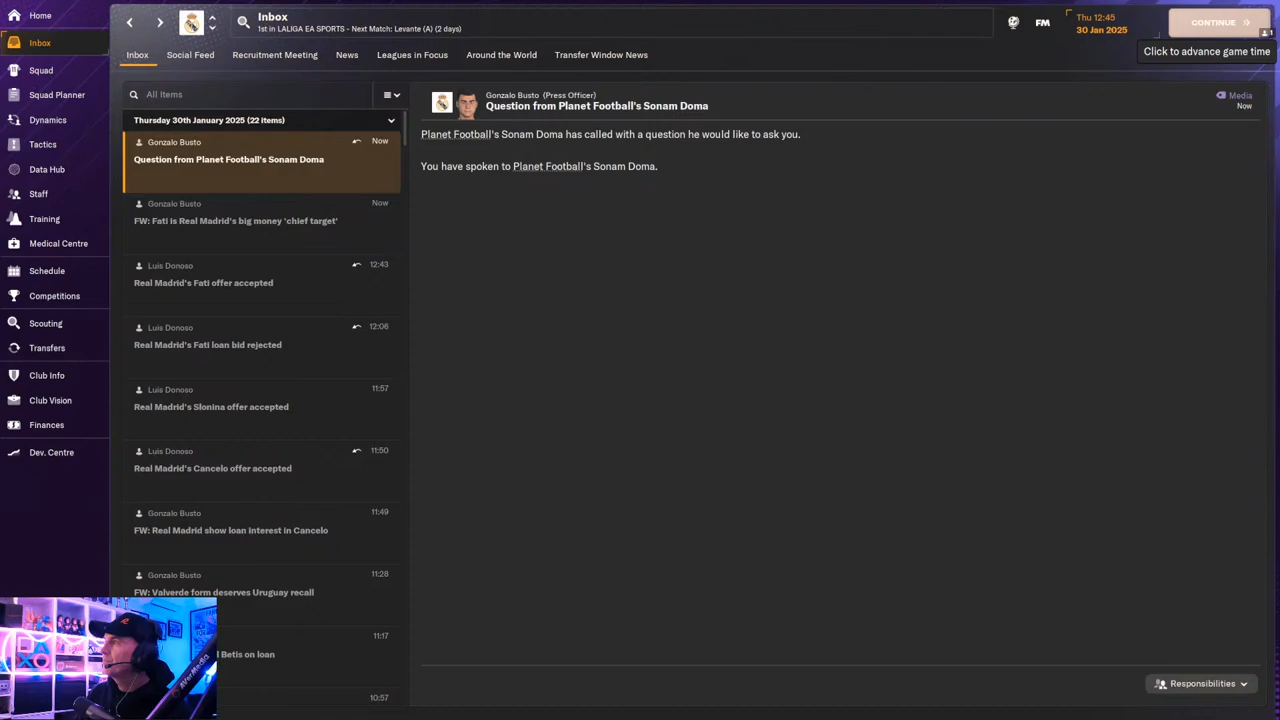 Home
Inbox
Squad
Squad Planner
Dynamics
Tactics
Data Hub
Staff
Training
Medical Centre
Schedule
Competitions
Scouting
Transfers
Club Info
Club Vision
Finances
Dev. Centre
Inbox
1st in LALIGA EA SPORTS - Next Match: Levante (A) (2 days)
FM
Thu 12:45
30 Jan 2025
CONTINUE
1
Click to advance game time
Inbox Social Feed Recruitment Meeting News Leagues in Focus Around the World Transfer Window News
All Items
Thursday 30th January 2025 (22 items)
Gonzalo Busto Now
Question from Planet Football's Sonam Doma
Gonzalo Busto Now
FW: Fati is Real Madrid's big money 'chief target'
Luis Donoso 12:43
Real Madrid's Fati offer accepted
Luis Donoso 12:06
Real Madrid's Fati loan bid rejected
Luis Donoso 11:57
Real Madrid's Slonina offer accepted
Luis Donoso 11:50
Real Madrid's Cancelo offer accepted
Gonzalo Busto 11:49
FW: Real Madrid show loan interest in Cancelo
Gonzalo Busto 11:28
FW: Valverde form deserves Uruguay recall
11:17
Betis on loan
10:57
Gonzalo Busto (Press Officer)
Question from Planet Football's Sonam Doma
Media
Now
Planet Football's Sonam Doma has called with a question he would like to ask you.
You have spoken to Planet Football's Sonam Doma.
Responsibilities
AVerMedia